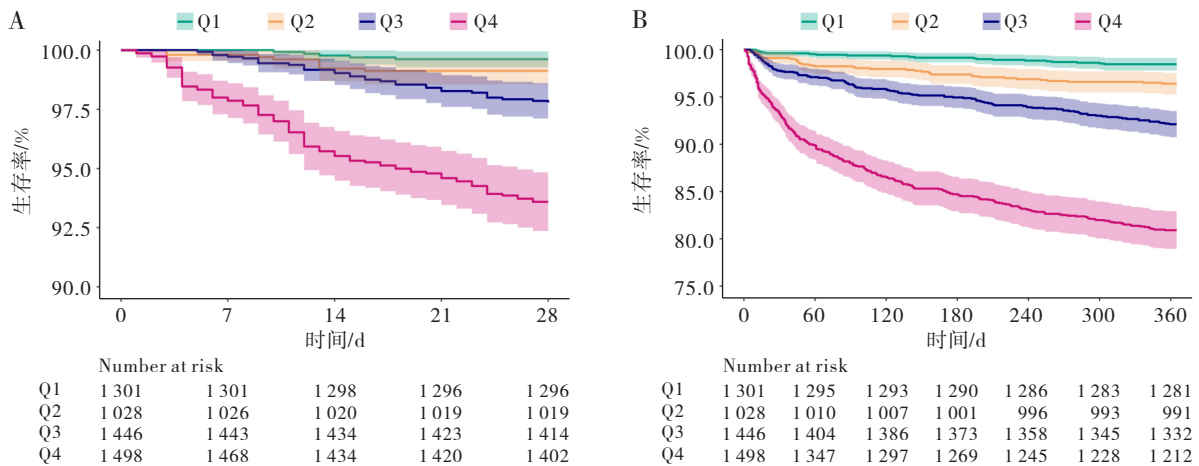 A
Q1 Q2 Q3 Q4
100.0
97.5
95.0
92.5
90.0
生存率/%
0 7 14 21 28
时间/d
Number at risk
Q1 1 301 1 301 1 298 1 296 1 296
Q2 1 028 1 026 1 020 1 019 1 019
Q3 1 446 1 443 1 434 1 423 1 414
Q4 1 498 1 468 1 434 1 420 1 402
B
Q1 Q2 Q3 Q4
100.0
95.0
90.0
85.0
80.0
75.0
生存率/%
0 60 120 180 240 300 360
时间/d
Number at risk
Q1 1 301 1 295 1 293 1 290 1 286 1 283 1 281
Q2 1 028 1 010 1 007 1 001 996 993 991
Q3 1 446 1 404 1 386 1 373 1 358 1 345 1 332
Q4 1 498 1 347 1 297 1 269 1 245 1 228 1 212